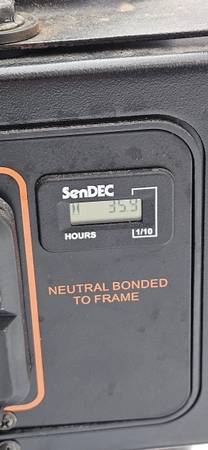 SenDEC
35.9
HOURS 1/10
NEUTRAL BONDED
TO FRAME